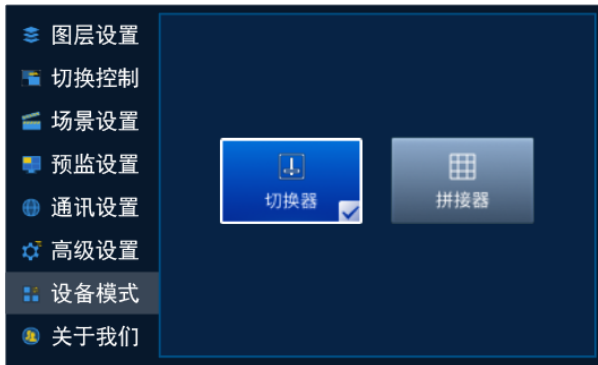 图层设置
切换控制
场景设置
预监设置
通讯设置
高级设置
设备模式
关于我们
切换器
拼接器